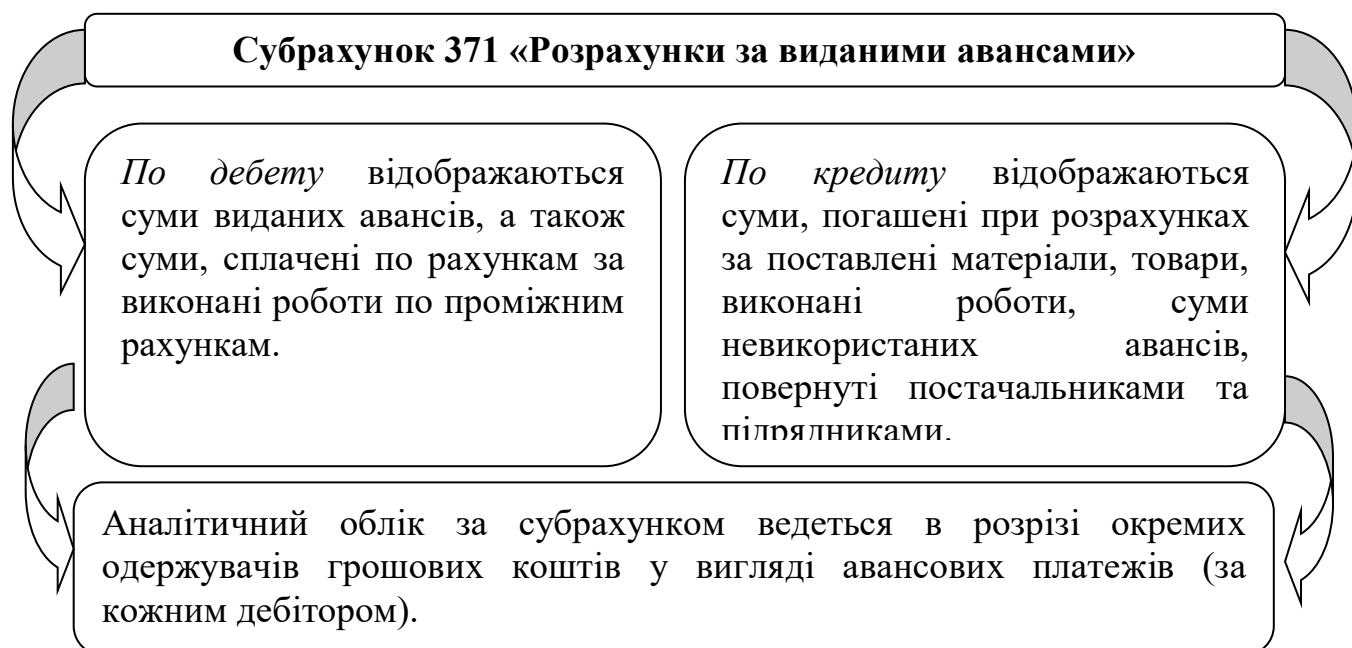 Субрахунок 371 «Розрахунки за виданими авансами»
По дебету відображаються
суми виданих авансів, а також
суми, сплачені по рахункам за
виконані роботи по проміжним
рахункам.
По кредиту відображаються
суми, погашені при розрахунках
за поставлені матеріали, товари,
виконані роботи, суми
невикористаних авансів,
повернуті постачальниками та
підрядниками.
Аналітичний облік за субрахунком ведеться в розрізі окремих
одержувачів грошових коштів у вигляді авансових платежів (за
кожним дебітором).